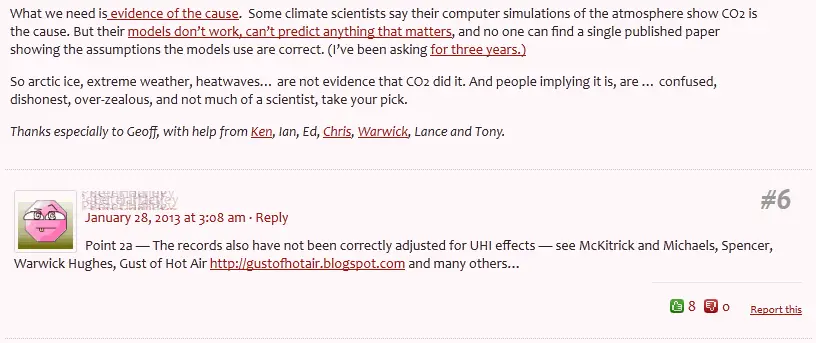 What we need is evidence of the cause. Some climate scientists say their computer simulations of the atmosphere show CO2 is
the cause. But their models don't work, can't predict anything that matters, and no one can find a single published paper
showing the assumptions the models use are correct. (I've been asking for three years.)
So arctic ice, extreme weather, heatwaves… are not evidence that CO2 did it. And people implying it is, are … confused,
dishonest, over-zealous, and not much of a scientist, take your pick.
Thanks especially to Geoff, with help from Ken, Ian, Ed, Chris, Warwick, Lance and Tony.
#6
January 28, 2013 at 3:08 am · Reply
Point 2a — The records also have not been correctly adjusted for UHI effects — see McKitrick and Michaels, Spencer,
Warwick Hughes, Gust of Hot Air http://gustofhotair.blogspot.com and many others…
8 0 Report this